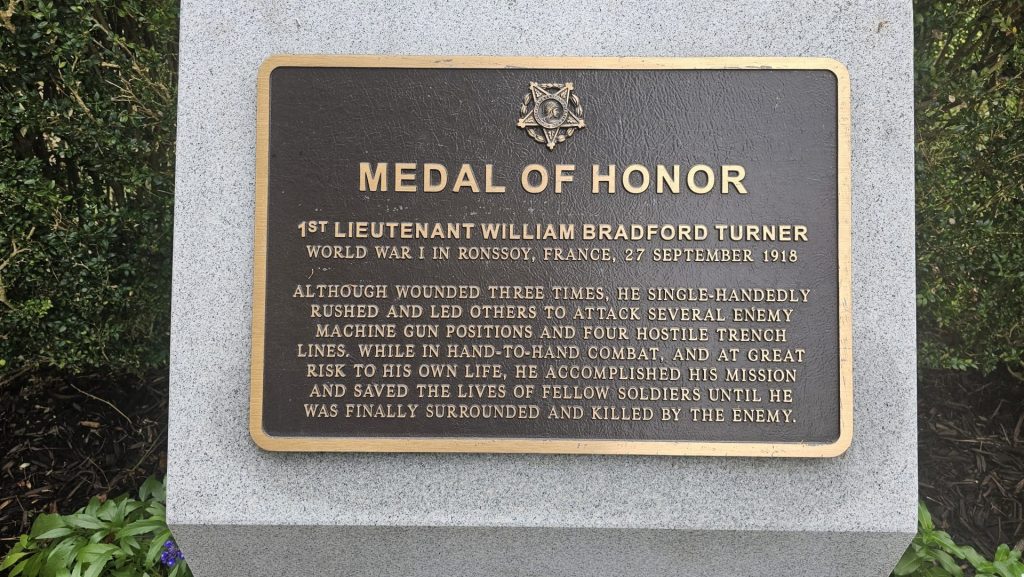 MEDAL OF HONOR
1ST LIEUTENANT WILLIAM BRADFORD TURNER
WORLD WAR I IN RONSSOY, FRANCE, 27 SEPTEMBER 1918
ALTHOUGH WOUNDED THREE TIMES, HE SINGLE-HANDEDLY
RUSHED AND LED OTHERS TO ATTACK SEVERAL ENEMY
MACHINE GUN POSITIONS AND FOUR HOSTILE TRENCH
LINES. WHILE IN HAND-TO-HAND COMBAT, AND AT GREAT
RISK TO HIS OWN LIFE, HE ACCOMPLISHED HIS MISSION
AND SAVED THE LIVES OF FELLOW SOLDIERS UNTIL HE
WAS FINALLY SURROUNDED AND KILLED BY THE ENEMY.